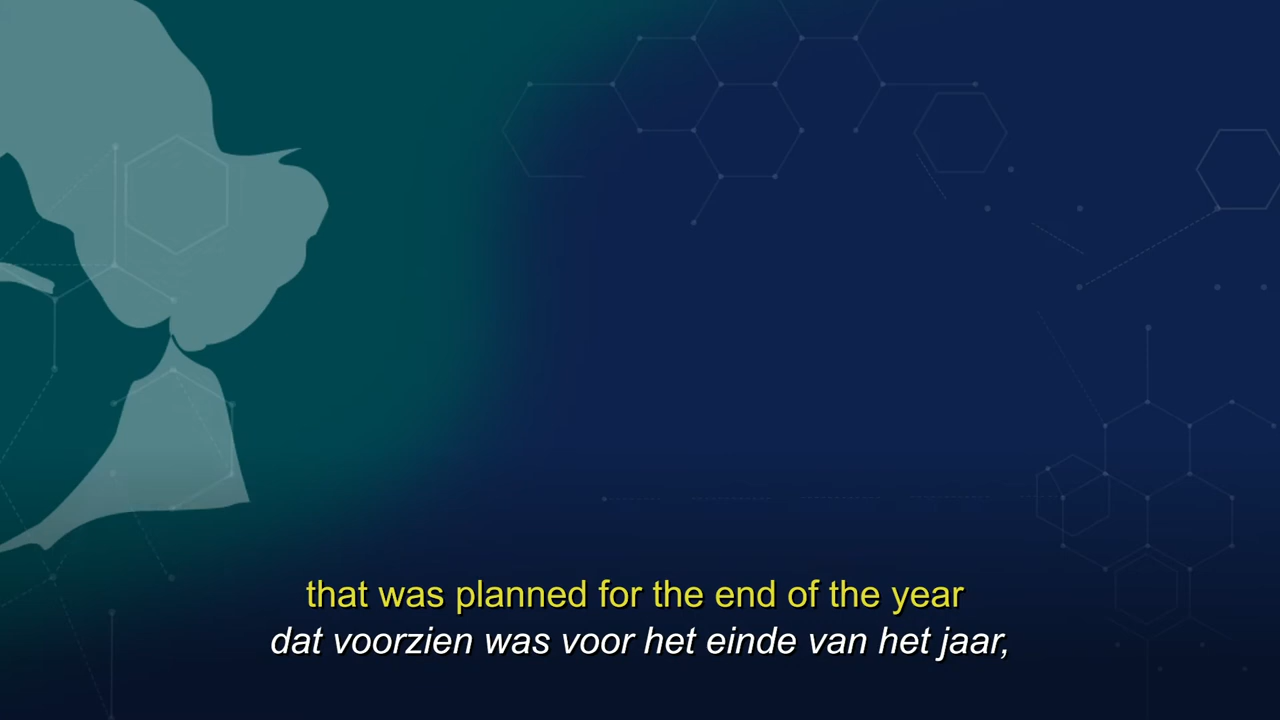 that was planned for the end of the year
dat voorzien was voor het einde van het jaar,